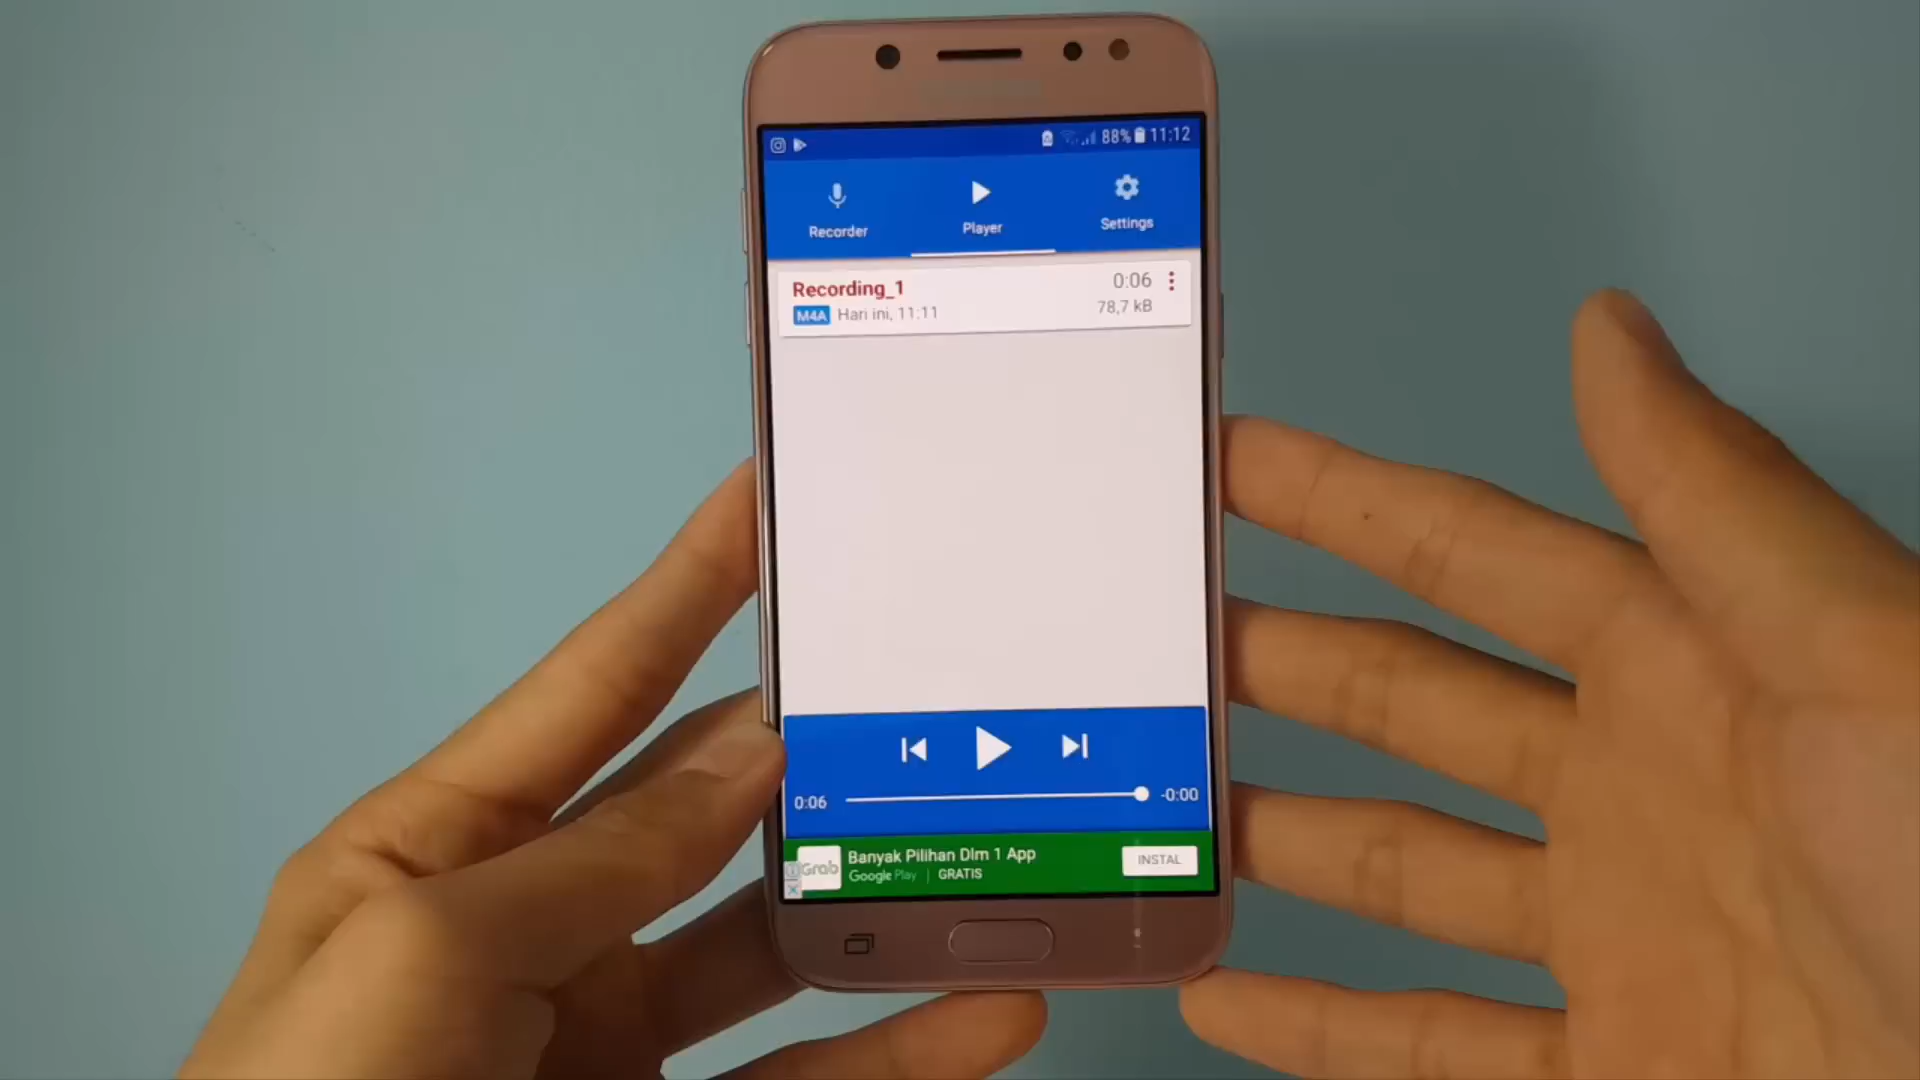 88% 11:12
Recorder
Player
Settings
Recording_1
0:06
M4A Hari ini, 11:11
78,7 kB
0:06
-0:00
Grab
Banyak Pilihan Dlm 1 App
Google Play | GRATIS
INSTAL